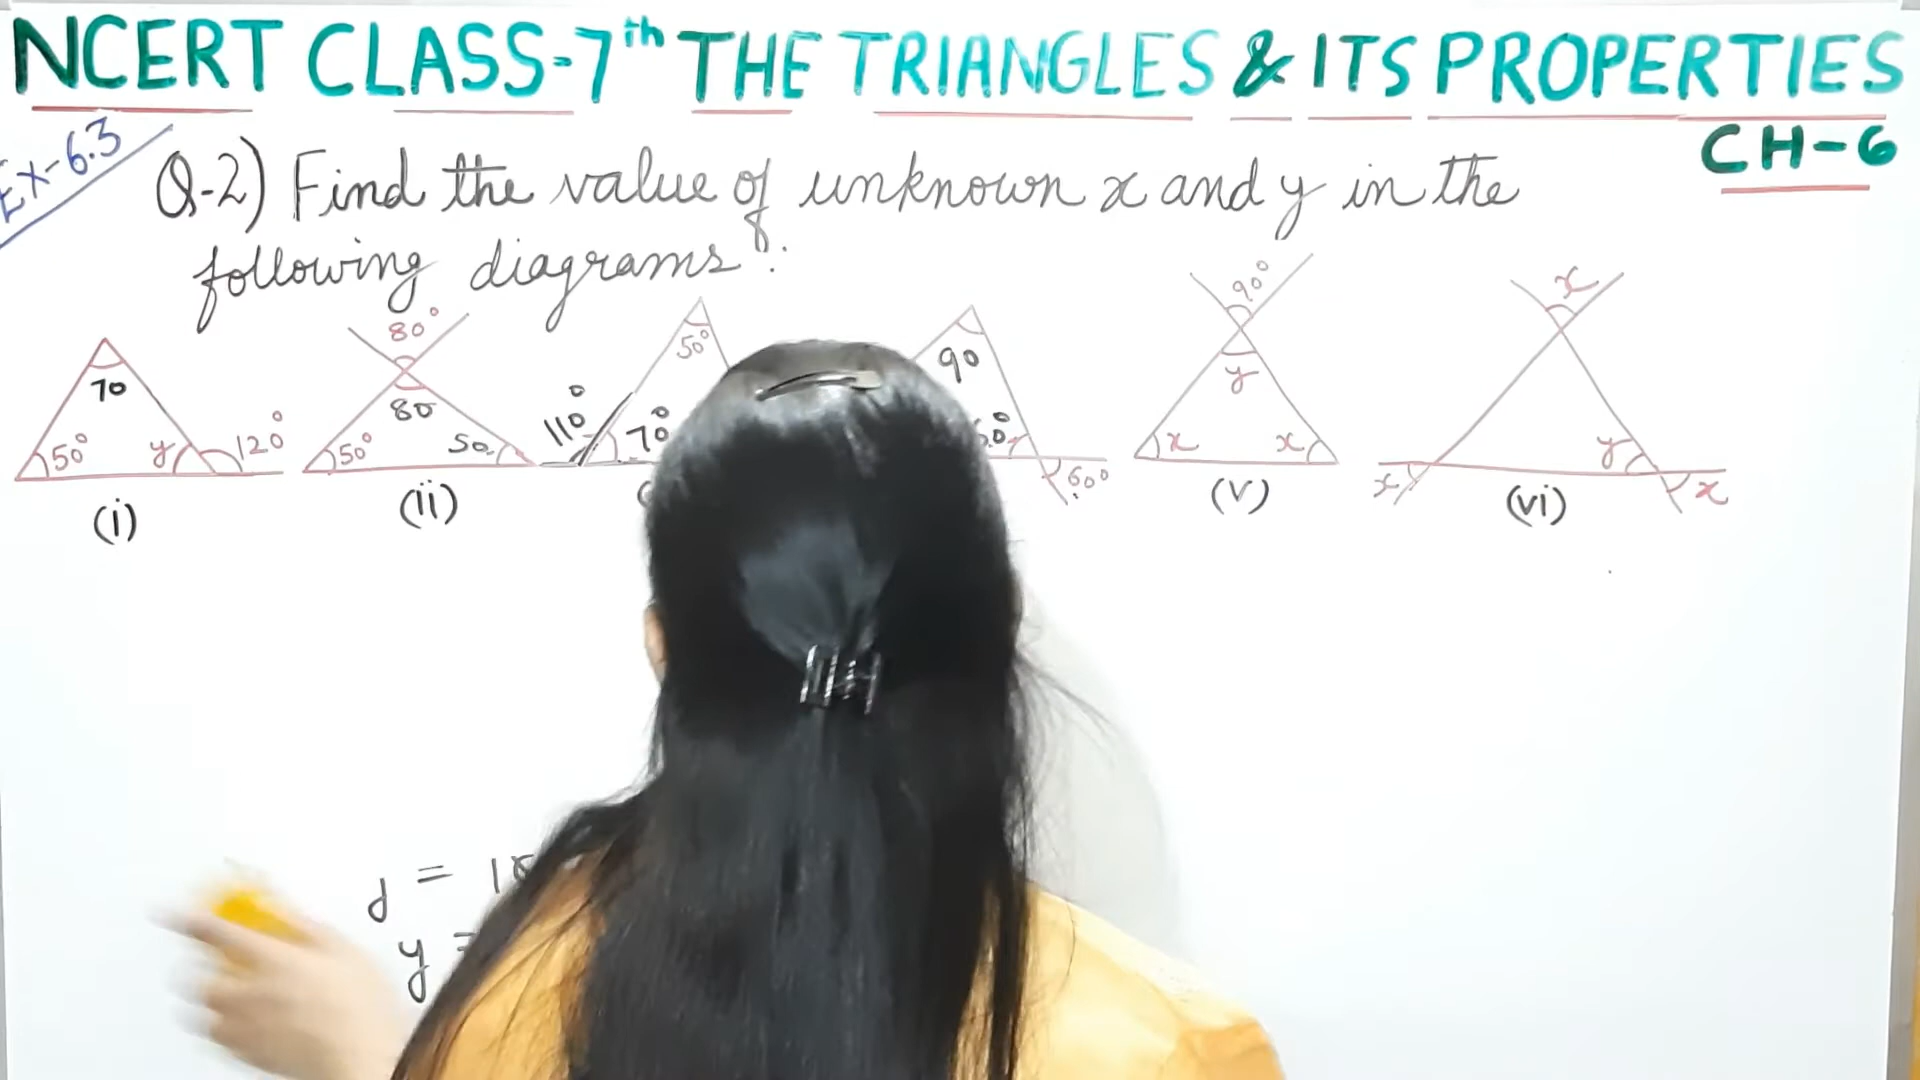 NCERT CLASS-7th THE TRIANGLES & ITS PROPERTIES
CH-6
Ex-6.3
Q-2) Find the value of unknown x and y in the
following diagrams:
70
50°
y
120°
(i)
80°
80
50°
50
(ii)
50°
110°
70°
90
60°
90°
y
x
x
(v)
x
x
y
x
(vi)
y =